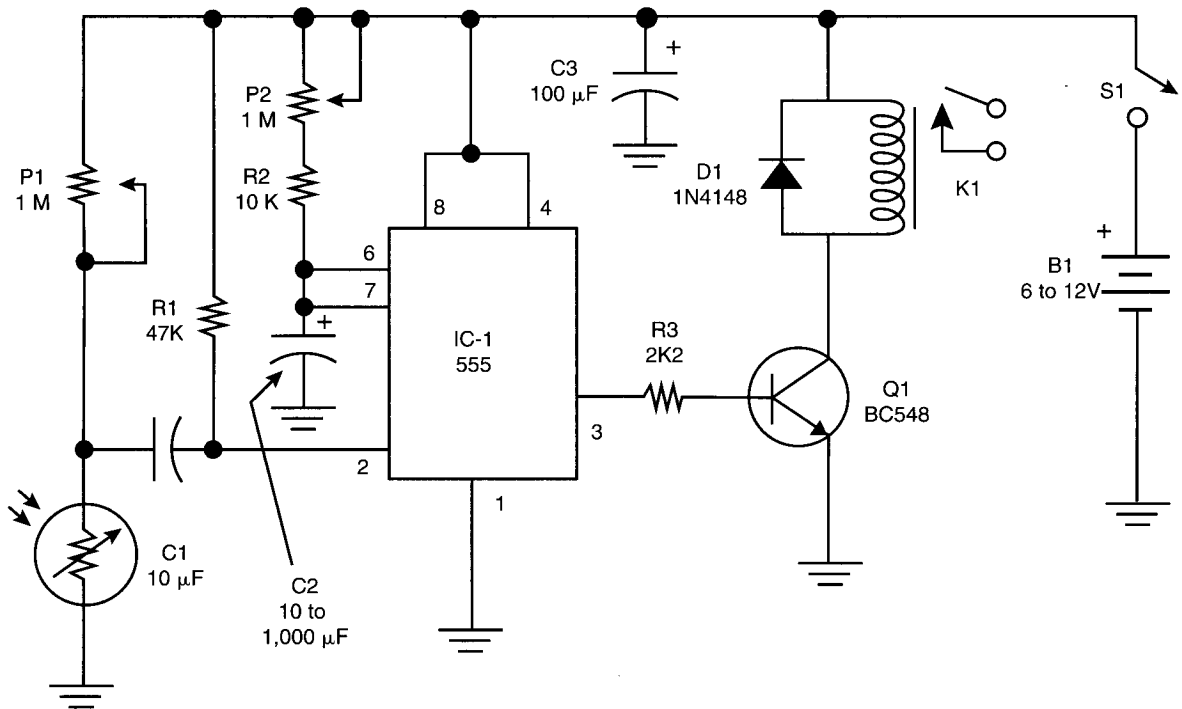 P1
1 M
P2
1 M
R2
10 K
R1
47K
C3
100 µF
+
D1
1N4148
K1
S1
+
B1
6 to 12V
8
4
6
7
+
IC-1
555
2
3
1
R3
2K2
Q1
BC548
C1
10 µF
C2
10 to
1,000 µF